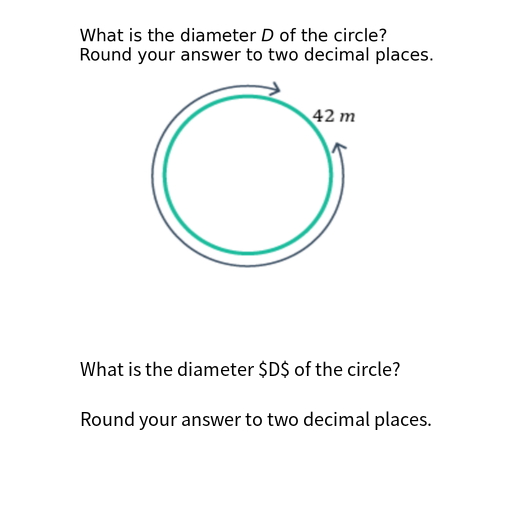 What is the diameter D of the circle?
Round your answer to two decimal places.
42 m
What is the diameter $D$ of the circle?
Round your answer to two decimal places.